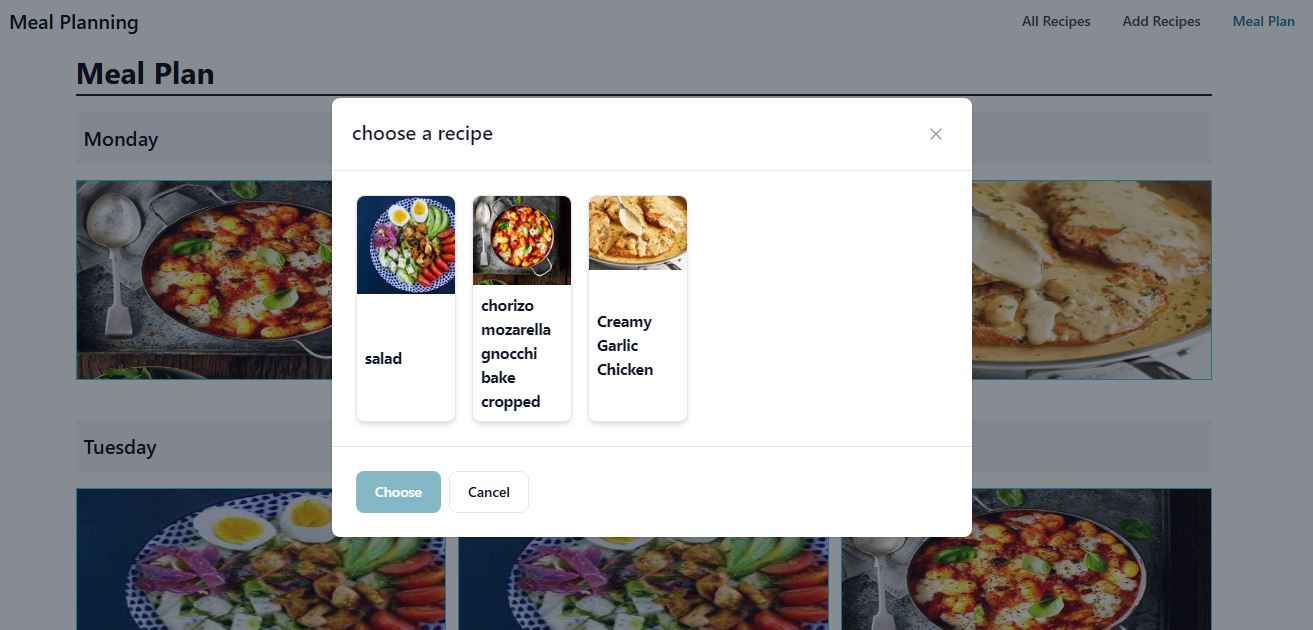 Meal Planning
All Recipes
Add Recipes
Meal Plan
Meal Plan
Monday
choose a recipe
salad
chorizo
mozarella
gnocchi
bake
cropped
Creamy
Garlic
Chicken
Choose
Cancel
Tuesday